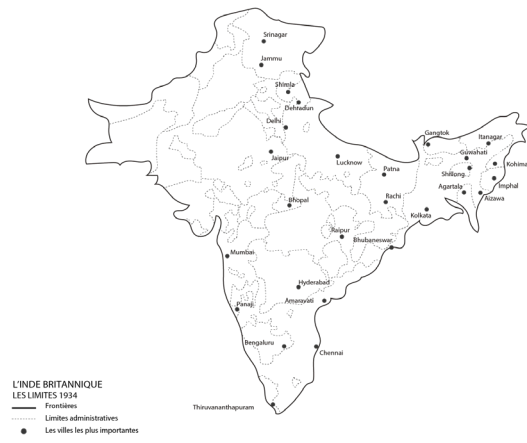 Srinagar
Jammu
Shimla
Dehradun
Delhi
Jaipur
Lucknow
Gangtok
Itanagar
Guwahati
Kohima
Shillong
Patna
Imphal
Agartala
Aizawa
Rachi
Bhopal
Kolkata
Raipur
Bhubaneswar
Mumbai
Hyderabad
Amaravati
Panaji
Bengaluru
Chennai
Thiruvananthapuram
L'INDE BRITANNIQUE
LES LIMITES 1934
Frontières
Limites administratives
Les villes les plus importantes